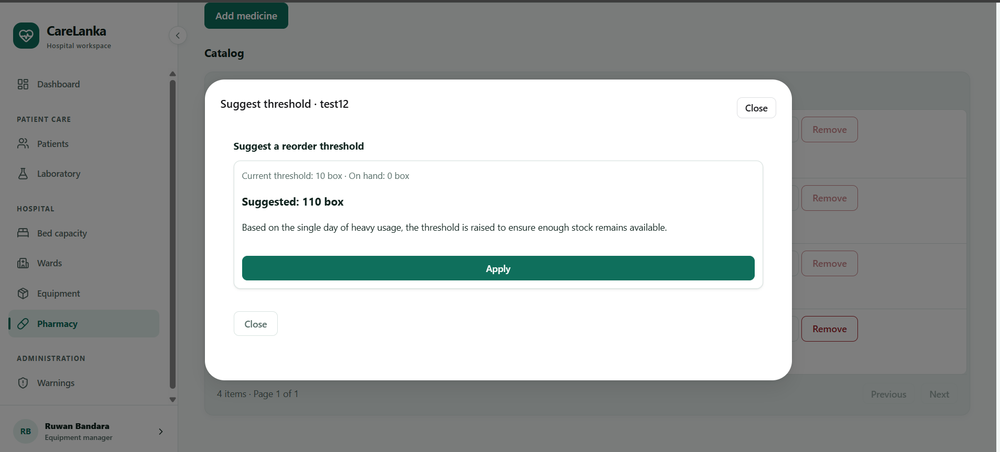 CareLanka
Hospital workspace
Dashboard
PATIENT CARE
Patients
Laboratory
HOSPITAL
Bed capacity
Wards
Equipment
Pharmacy
ADMINISTRATION
Warnings
RB
Ruwan Bandara
Equipment manager
Add medicine
Catalog
Suggest threshold · test12
Close
Suggest a reorder threshold
Current threshold: 10 box · On hand: 0 box
Suggested: 110 box
Based on the single day of heavy usage, the threshold is raised to ensure enough stock remains available.
Apply
Close
Remove
Remove
Remove
Remove
4 items · Page 1 of 1
Previous
Next